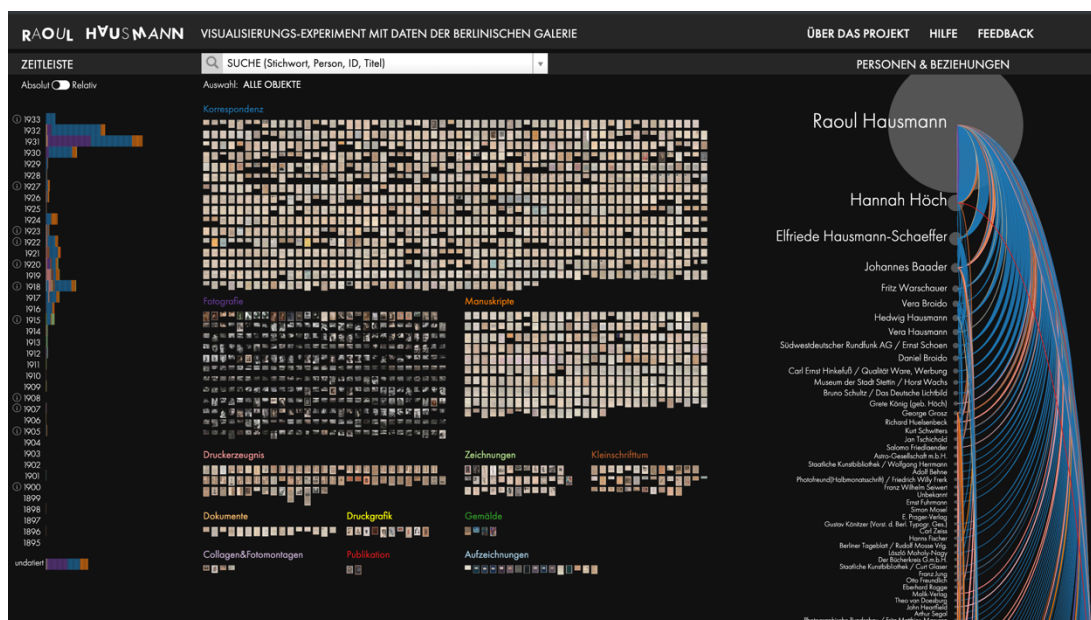 RAOUL HAUSMANN
VISUALISIERUNGS-EXPERIMENT MIT DATEN DER BERLINISCHEN GALERIE
ÜBER DAS PROJEKT
HILFE
FEEDBACK
ZEITLEISTE
SUCHE (Stichwort, Person, ID, Titel)
PERSONEN & BEZIEHUNGEN
Absolut Relativ
Auswahl: ALLE OBJEKTE
1933
1932
1931
1930
1929
1928
1927
1926
1925
1924
1923
1922
1921
1920
1919
1918
1917
1916
1915
1914
1913
1912
1911
1910
1909
1908
1907
1906
1905
1904
1903
1902
1901
1900
1899
1898
1897
1896
1895
undatiert
Korrespondenz
Fotografie
Manuskripte
Druckerzeugnis
Zeichnungen
Kleinschrifttum
Dokumente
Druckgrafik
Gemälde
Collagen&Fotomontagen
Publikation
Aufzeichnungen
Raoul Hausmann
Hannah Höch
Elfriede Hausmann-Schaeffer
Johannes Baader
Fritz Warschauer
Vera Broido
Hedwig Hausmann
Vera Hausmann
Südwestdeutscher Rundfunk AG / Ernst Schoen
Daniel Broido
Carl Ernst Hinkefuß / Qualität Ware, Werbung
Museum der Stadt Stettin / Horst Wachs
Bruno Schultz / Das Deutsche Lichtbild
Grete König (geb. Höch)
George Grosz
Richard Huelsenbeck
Kurt Schwitters
Jan Tschichold
Salomo Friedlaender
Astro-Gesellschaft m.b.H.
Staatliche Kunstbibliothek / Wolfgang Herrmann
Adolf Behne
Photofreund(Halbmonatschrift) / Friedrich Willy Frerk
Franz Wilhelm Seiwert
Unbekannt
Ernst Fuhrmann
Simon Mosel
E. Prager-Verlag
Gustav Könitzer (Vorst. d. Berl. Typogr. Ges.)
Carl Zeiss
Hanns Fischer
Berliner Tageblatt / Rudolf Mosse Vlg.
László Moholy-Nagy
Der Bücherkreis G.m.b.H.
Staatliche Kunstbibliothek / Curt Glaser
Franz Jung
Otto Freundlich
Eberhard Rogge
Malik-Verlag
Theo van Doesburg
John Heartfield
Arthur Segal